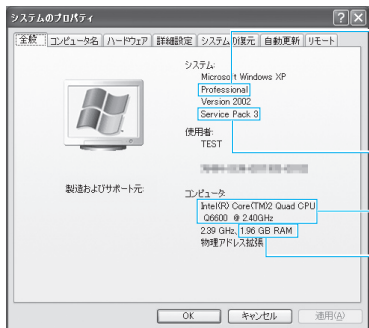 システムのプロパティ
全般 コンピュータ名 ハードウェア 詳細設定 システムの復元 自動更新 リモート
システム:
Microsoft Windows XP
Professional
Version 2002
Service Pack 3
使用者:
TEST
製造およびサポート元:
コンピュータ:
Intel(R) Core(TM)2 Quad CPU
Q6600 @ 2.40GHz
2.39 GHz、1.96 GB RAM
物理アドレス拡張
OK キャンセル 適用(A)